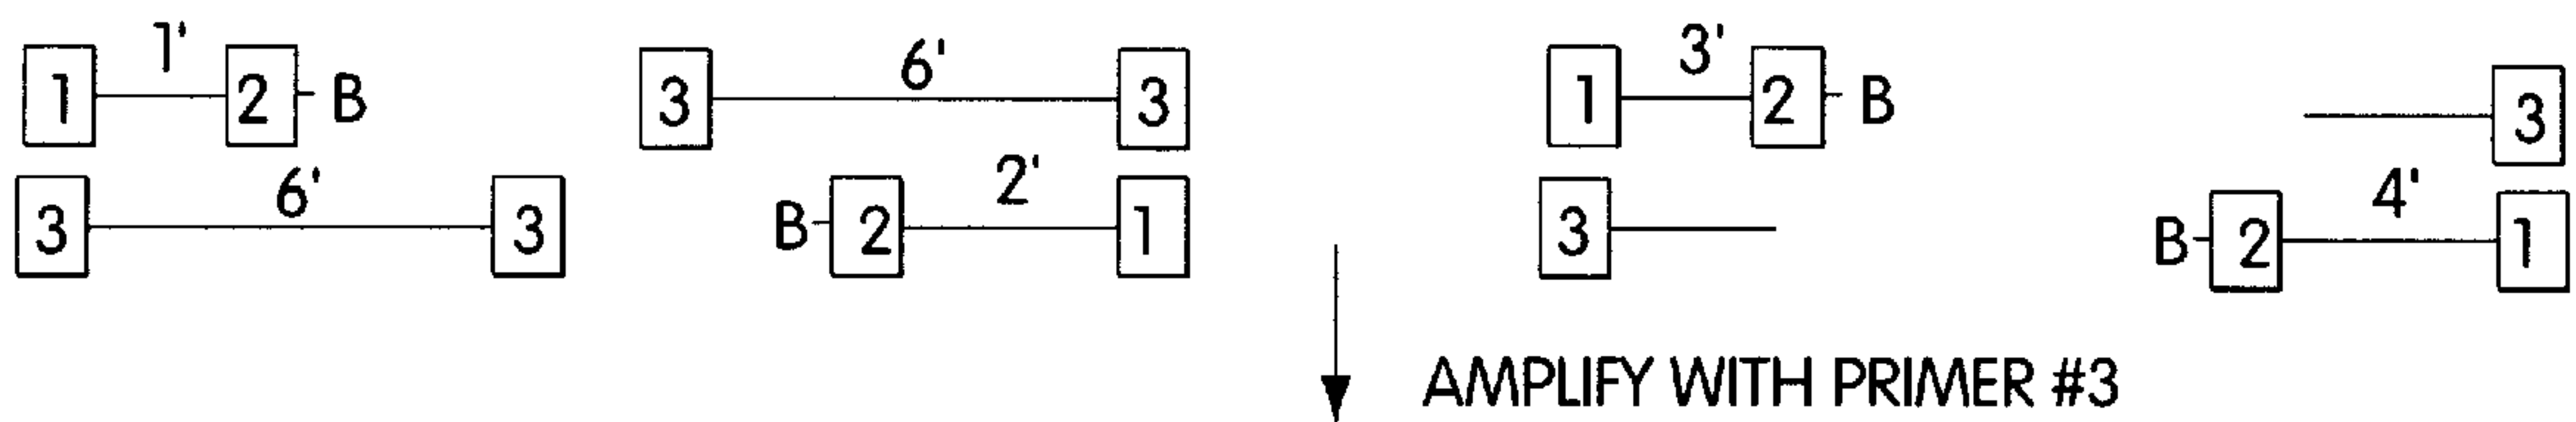 1 1' 2 B
3 6' 3
3 6' 3
B 2 2' 1
1 3' 2 B
3
3
B 2 4' 1
AMPLIFY WITH PRIMER #3